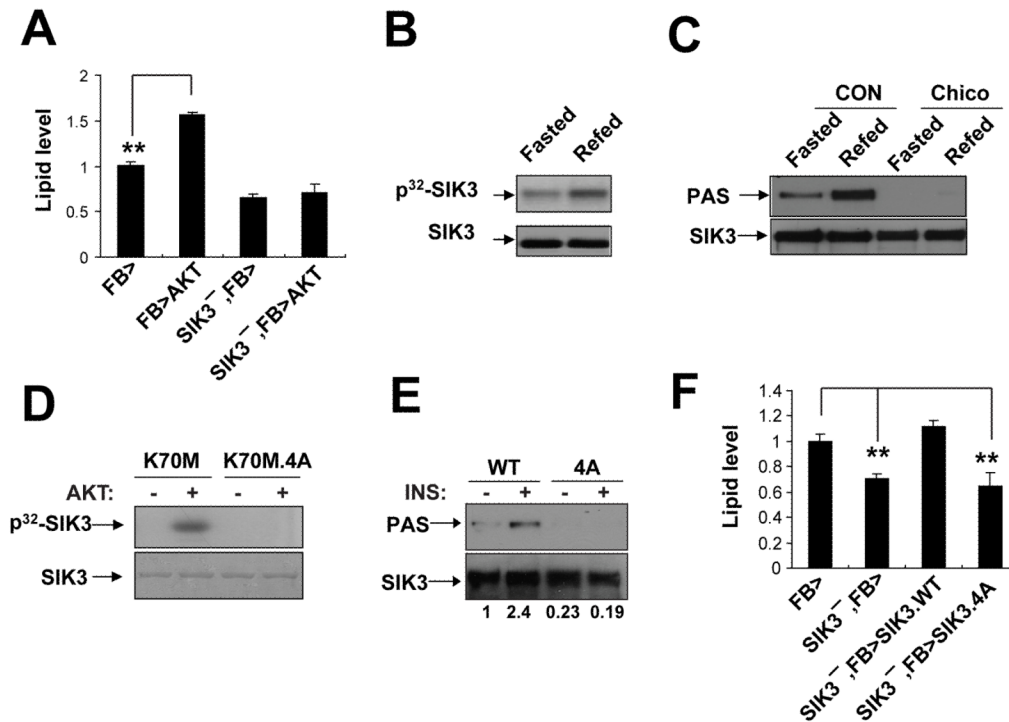 A
Lipid level
2
1.5
1
0.5
0
**
FB>
FB>AKT
SIK3⁻,FB>
SIK3⁻,FB>AKT
B
Fasted
Refed
p³²-SIK3
SIK3
C
CON
Chico
Fasted
Refed
Fasted
Refed
PAS
SIK3
D
K70M
K70M.4A
AKT: - + - +
p³²-SIK3
SIK3
E
WT
4A
INS: - + - +
PAS
SIK3
1 2.4 0.23 0.19
F
Lipid level
1.4
1.2
1
0.8
0.6
0.4
0.2
0
**
**
FB>
SIK3⁻,FB>
SIK3⁻,FB>SIK3.WT
SIK3⁻,FB>SIK3.4A